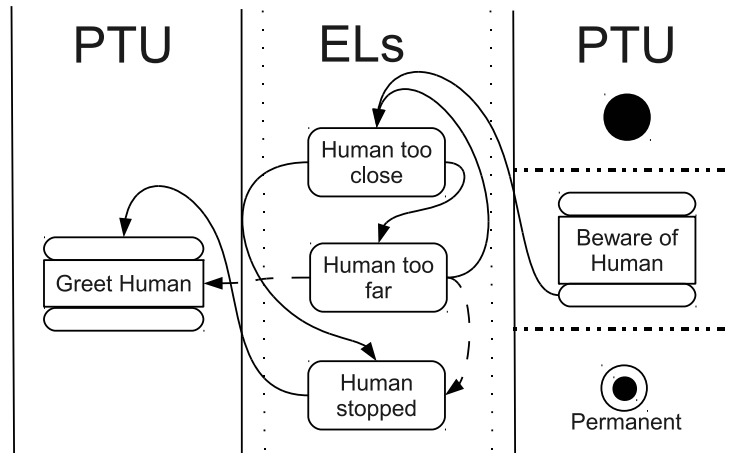 PTU
ELs
PTU
Human too
close
Beware of
Human
Greet Human
Human too
far
Human
stopped
Permanent